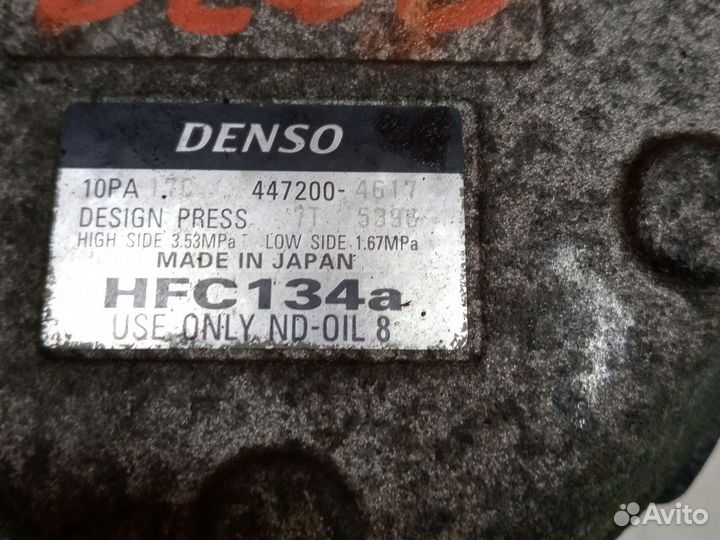 DENSO
10PA 17C 447200-4617
DESIGN PRESS 7T
HIGH SIDE 3.53MPa LOW SIDE 1.67MPa
MADE IN JAPAN
HFC134a
USE ONLY ND-OIL 8
Avito